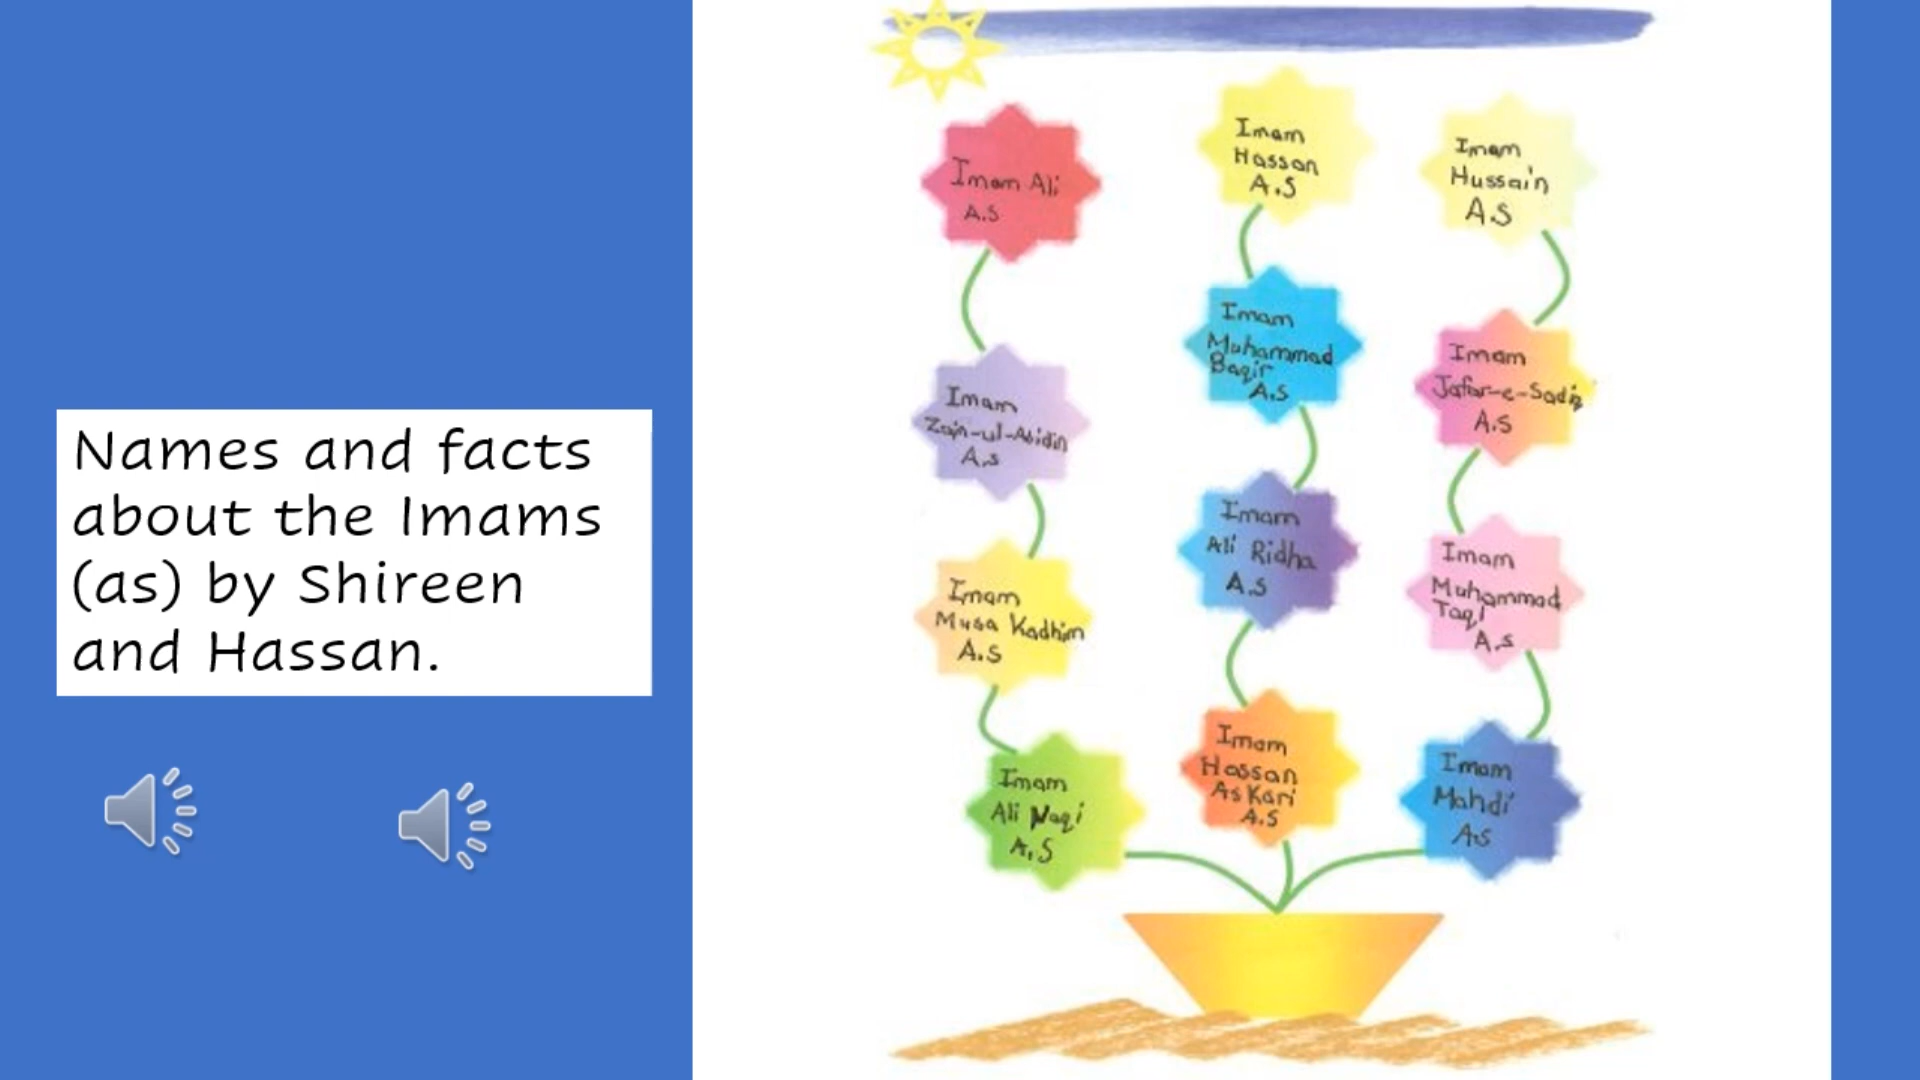 Names and facts
about the Imams
(as) by Shireen
and Hassan.
Imam Ali
A.S
Imam
Hassan
A.S
Imam
Hussain
A.S
Imam
Zain-ul-Abidin
A.S
Imam
Muhammad
Baqir
A.S
Imam
Jafar-e-Sadiq
A.S
Imam
Musa Kadhim
A.S
Imam
Ali Ridha
A.S
Imam
Muhammad
Taqi
A.S
Imam
Ali Naqi
A.S
Imam
Hassan
AsKari
A.S
Imam
Mahdi
A.S